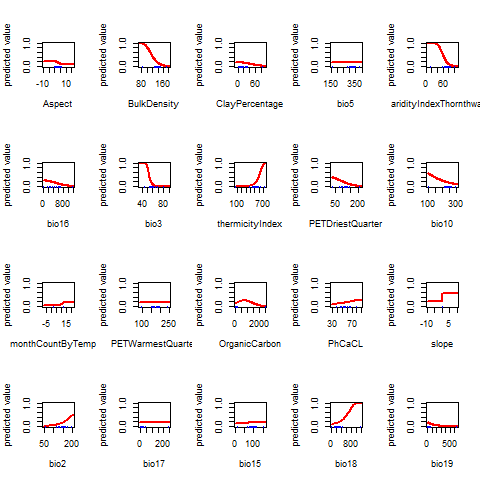 predicted value 0.0 1.0 -10 10 Aspect
predicted value 0.0 1.0 80 160 BulkDensity
predicted value 0.0 1.0 0 60 ClayPercentage
predicted value 0.0 1.0 150 350 bio5
predicted value 0.0 1.0 0 60 aridityIndexThornthwa
predicted value 0.0 1.0 0 800 bio16
predicted value 0.0 1.0 40 80 bio3
predicted value 0.0 1.0 100 700 thermicityIndex
predicted value 0.0 1.0 50 200 PETDriestQuarter
predicted value 0.0 1.0 100 300 bio10
predicted value 0.0 1.0 -5 15 monthCountByTemp
predicted value 0.0 1.0 100 250 PETWarmestQuarte
predicted value 0.0 1.0 0 2000 OrganicCarbon
predicted value 0.0 1.0 30 70 PhCaCL
predicted value 0.0 1.0 -10 5 slope
predicted value 0.0 1.0 50 200 bio2
predicted value 0.0 1.0 0 200 bio17
predicted value 0.0 1.0 0 100 bio15
predicted value 0.0 1.0 0 800 bio18
predicted value 0.0 1.0 0 500 bio19